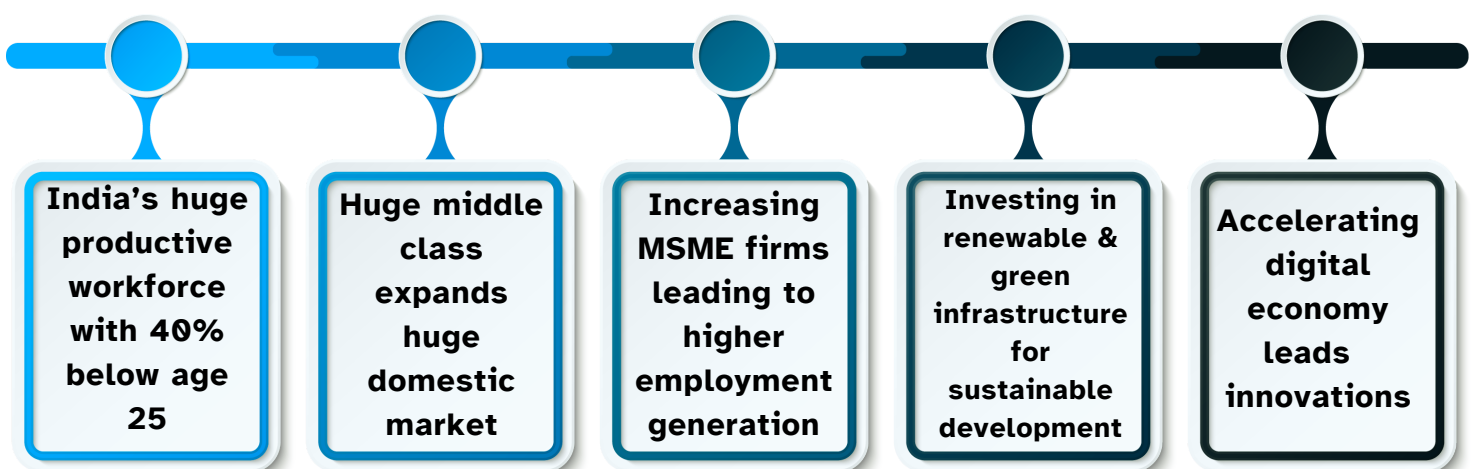 India’s huge
productive
workforce
with 40%
below age
25
Huge middle
class
expands
huge
domestic
market
Increasing
MSME firms
leading to
higher
employment
generation
Investing in
renewable &
green
infrastructure
for
sustainable
development
Accelerating
digital
economy
leads
innovations